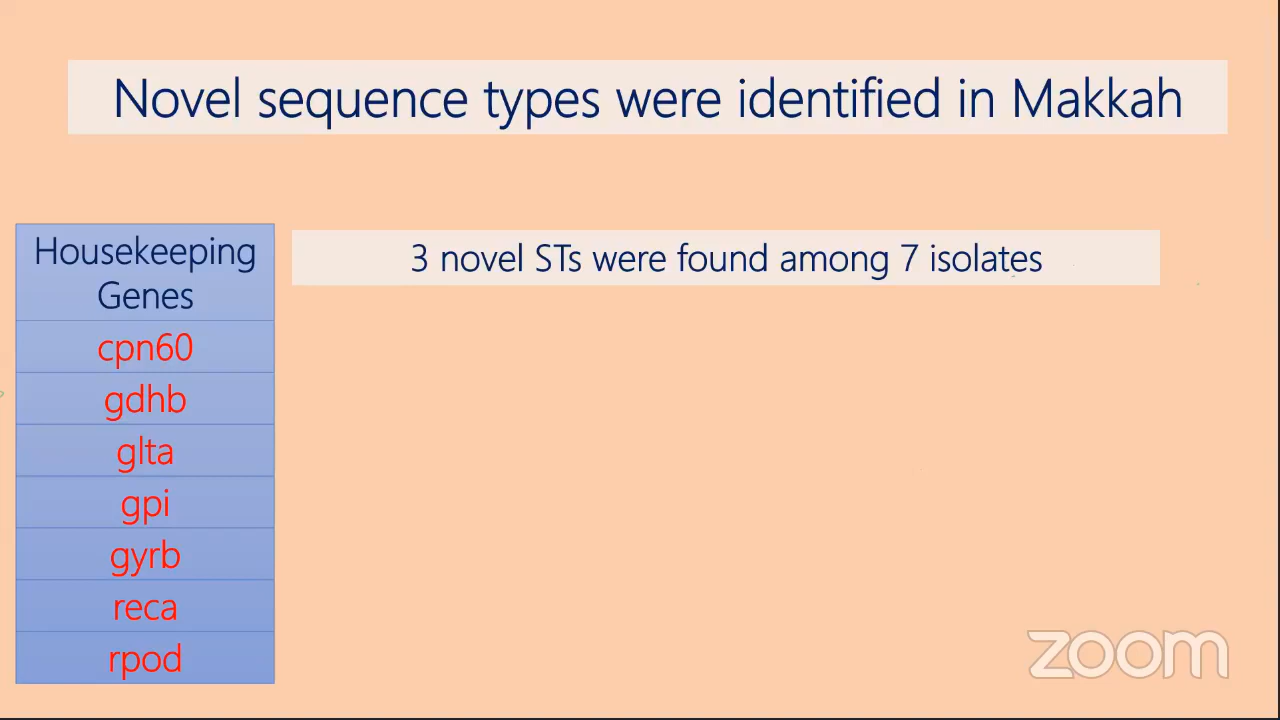 Novel sequence types were identified in Makkah
Housekeeping
Genes
cpn60
gdhb
glta
gpi
gyrb
reca
rpod
3 novel STs were found among 7 isolates
zoom